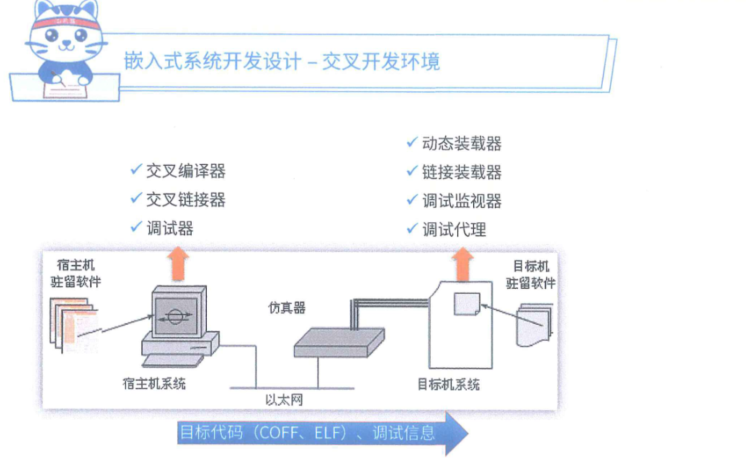 嵌入式系统开发设计 – 交叉开发环境
✓ 动态装载器
✓ 交叉编译器
✓ 链接装载器
✓ 交叉链接器
✓ 调试监视器
✓ 调试器
✓ 调试代理
宿主机
驻留软件
目标机
驻留软件
仿真器
宿主机系统
目标机系统
以太网
目标代码（COFF、ELF）、调试信息